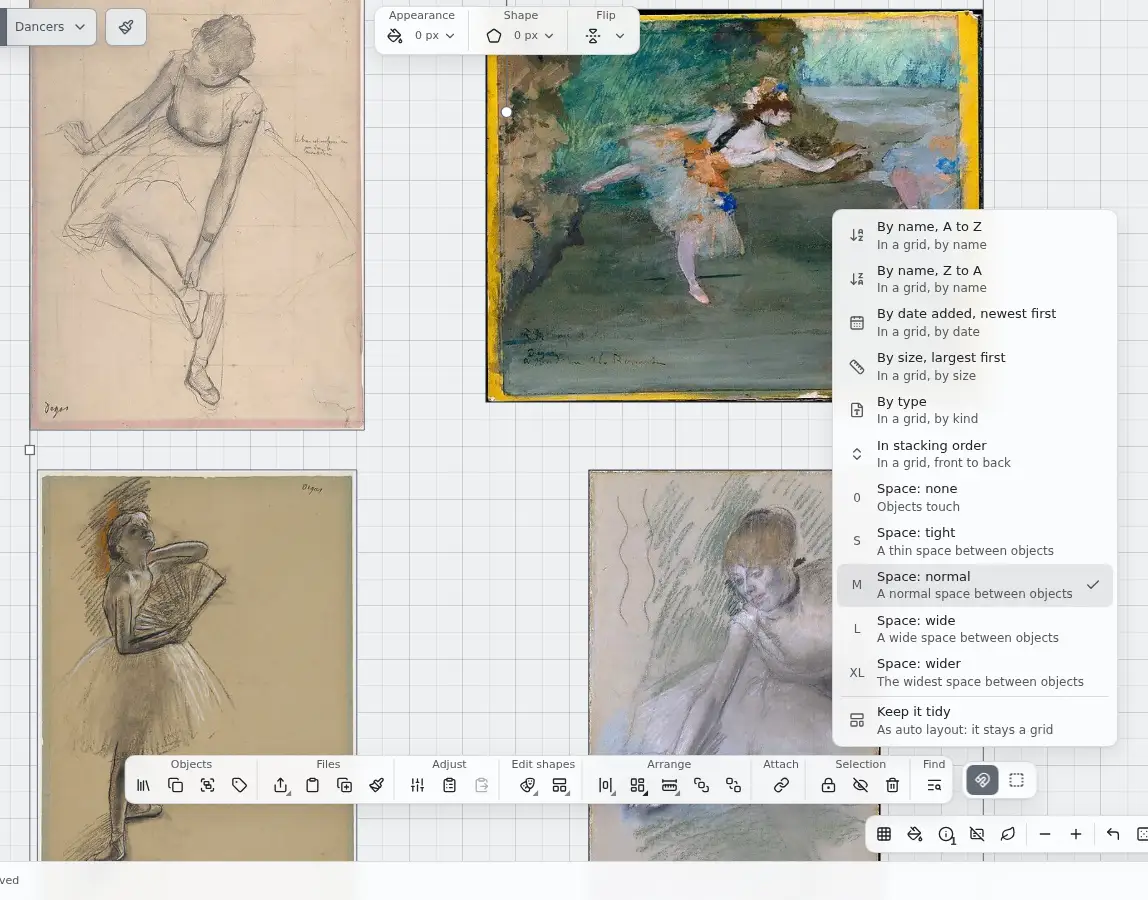 Dancers
Appearance
Shape
Flip
0 px
0 px
Degas
Degas
Degas
By name, A to Z
In a grid, by name
By name, Z to A
In a grid, by name
By date added, newest first
In a grid, by date
By size, largest first
In a grid, by size
By type
In a grid, by kind
In stacking order
In a grid, front to back
0
Space: none
Objects touch
S
Space: tight
A thin space between objects
M
Space: normal
A normal space between objects
L
Space: wide
A wide space between objects
XL
Space: wider
The widest space between objects
Keep it tidy
As auto layout: it stays a grid
Objects
Files
Adjust
Edit shapes
Arrange
Attach
Selection
Find
1
ved